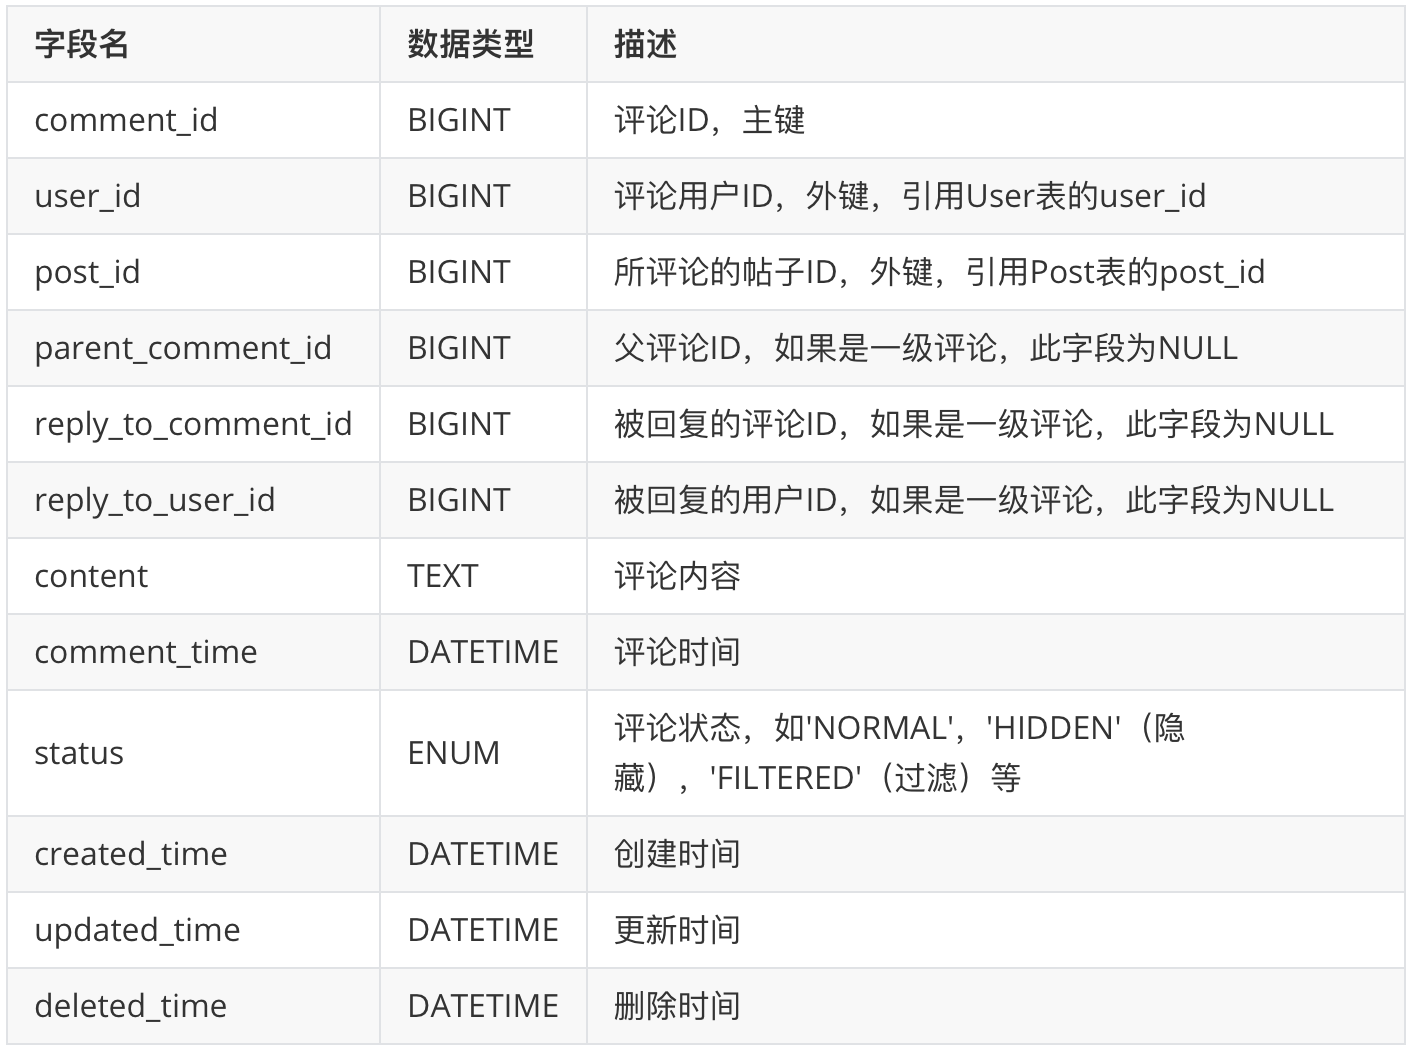 字段名 数据类型 描述
comment_id BIGINT 评论ID，主键
user_id BIGINT 评论用户ID，外键，引用User表的user_id
post_id BIGINT 所评论的帖子ID，外键，引用Post表的post_id
parent_comment_id BIGINT 父评论ID，如果是一级评论，此字段为NULL
reply_to_comment_id BIGINT 被回复的评论ID，如果是一级评论，此字段为NULL
reply_to_user_id BIGINT 被回复的用户ID，如果是一级评论，此字段为NULL
content TEXT 评论内容
comment_time DATETIME 评论时间
status ENUM 评论状态，如'NORMAL'，'HIDDEN'（隐
藏），'FILTERED'（过滤）等
created_time DATETIME 创建时间
updated_time DATETIME 更新时间
deleted_time DATETIME 删除时间